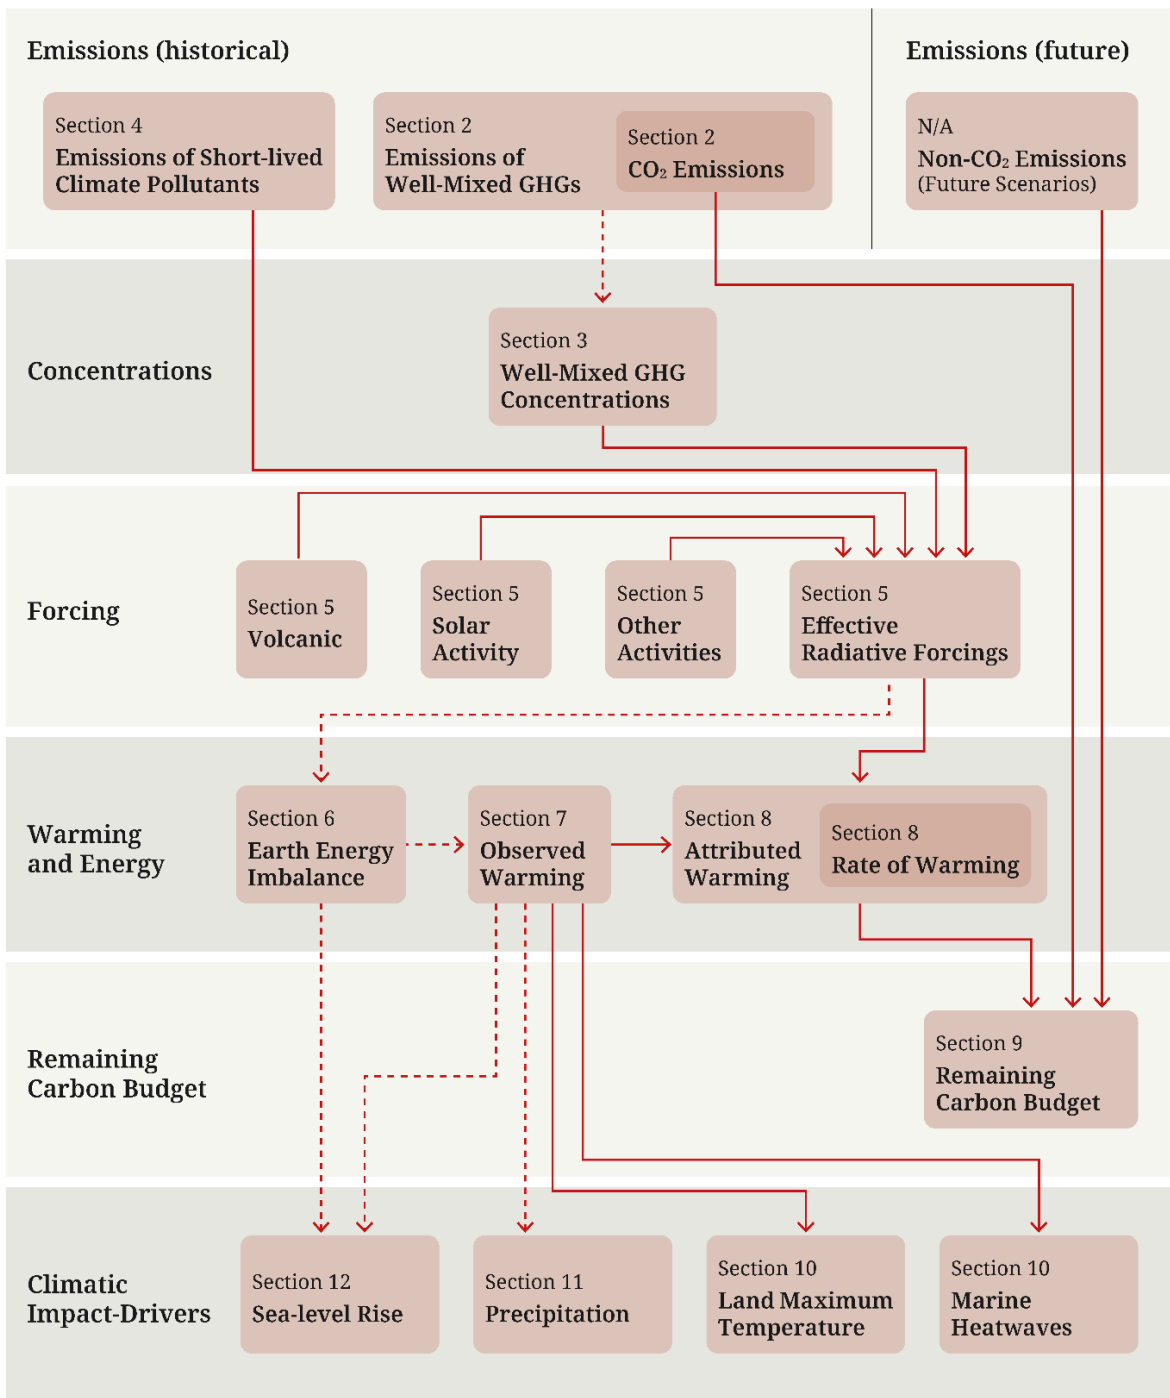 Emissions (historical)
Emissions (future)
Section 4
Emissions of Short-lived
Climate Pollutants
Section 2
Emissions of
Well-Mixed GHGs
Section 2
CO₂ Emissions
N/A
Non-CO₂ Emissions
(Future Scenarios)
Concentrations
Section 3
Well-Mixed GHG
Concentrations
Forcing
Section 5
Volcanic
Section 5
Solar
Activity
Section 5
Other
Activities
Section 5
Effective
Radiative Forcings
Warming
and Energy
Section 6
Earth Energy
Imbalance
Section 7
Observed
Warming
Section 8
Attributed
Warming
Section 8
Rate of Warming
Remaining
Carbon Budget
Section 9
Remaining
Carbon Budget
Climatic
Impact-Drivers
Section 12
Sea-level Rise
Section 11
Precipitation
Section 10
Land Maximum
Temperature
Section 10
Marine
Heatwaves